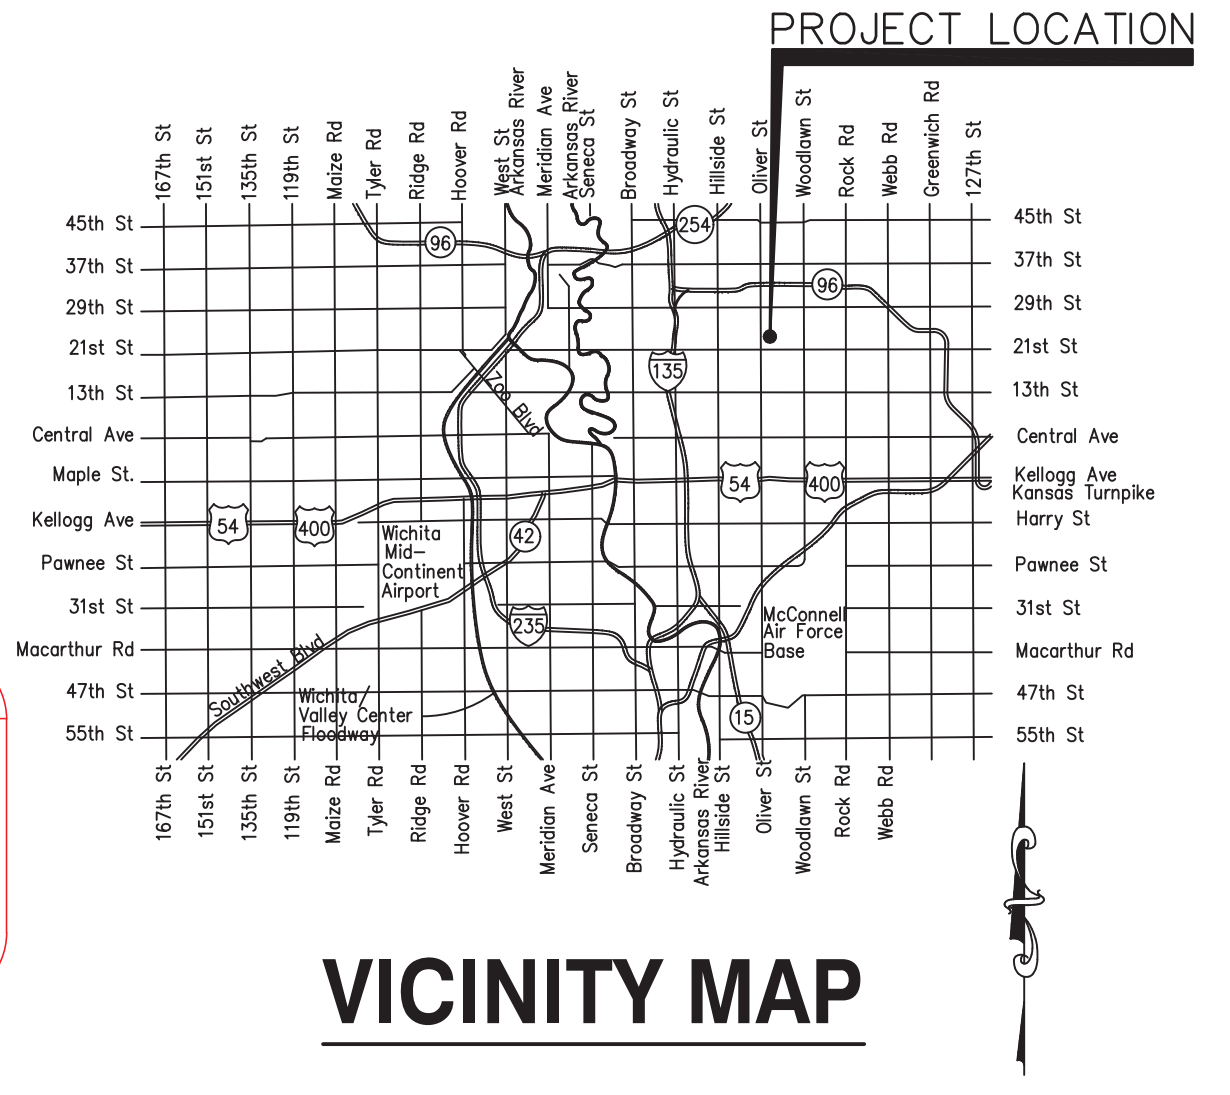 PROJECT LOCATION
167th St
151st St
135th St
119th St
Maize Rd
Tyler Rd
Ridge Rd
Hoover Rd
West St
Arkansas River
Meridian Ave
Arkansas River
Seneca St
Broadway St
Hydraulic St
Hillside St
Oliver St
Woodlawn St
Rock Rd
Webb Rd
Greenwich Rd
127th St
45th St
37th St
29th St
21st St
13th St
Central Ave
Maple St.
Kellogg Ave
Pawnee St
31st St
Macarthur Rd
47th St
55th St
96
254
96
135
Zoo Blvd
54
400
54
400
42
Wichita
Mid-
Continent
Airport
235
McConnell
Air Force
Base
Southwest Blvd
Wichita/
Valley Center
Floodway
15
45th St
37th St
29th St
21st St
13th St
Central Ave
Kellogg Ave
Kansas Turnpike
Harry St
Pawnee St
31st St
Macarthur Rd
47th St
55th St
167th St
151st St
135th St
119th St
Maize Rd
Tyler Rd
Ridge Rd
Hoover Rd
West St
Meridian Ave
Seneca St
Broadway St
Hydraulic St
Arkansas River
Hillside St
Oliver St
Woodlawn St
Rock Rd
Webb Rd
VICINITY MAP